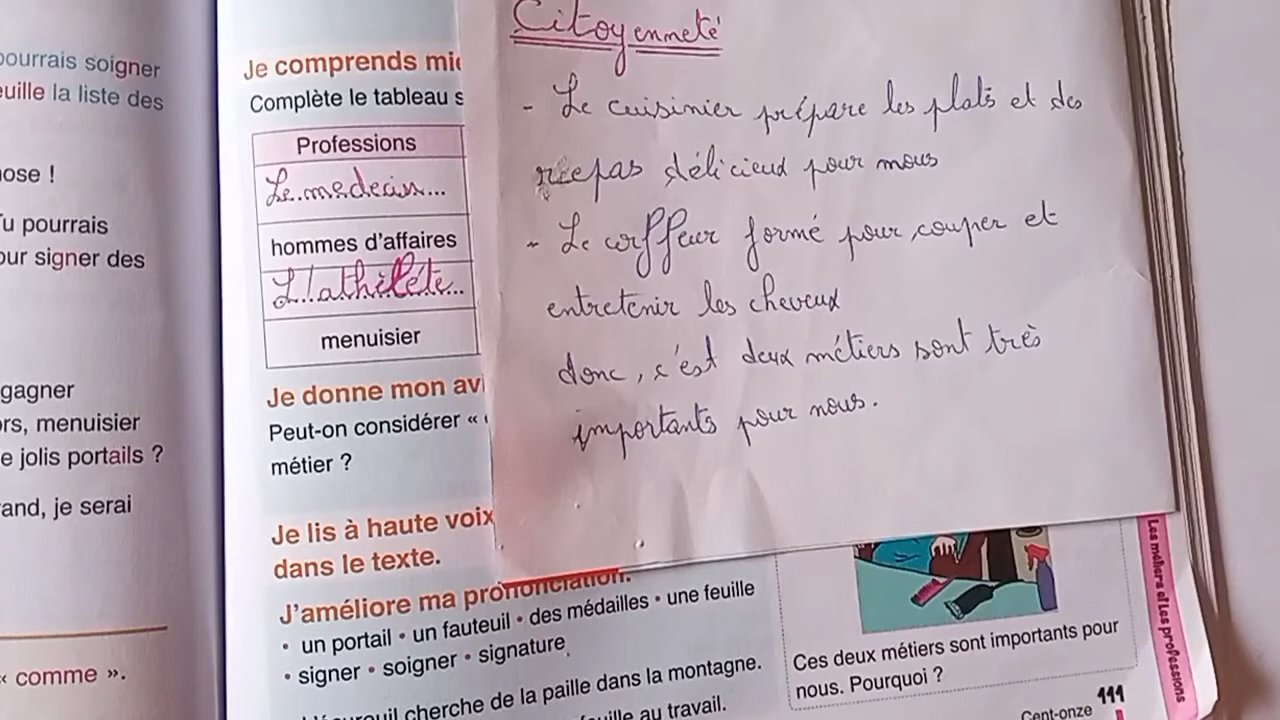 pourrais soigner
euille la liste des
ose !
Tu pourrais
our signer des
gagner
ors, menuisier
e jolis portails ?
and, je serai
« comme ».
Je comprends mi
Complète le tableau s
Professions
Le medecin...
hommes d'affaires
L'lathélète...
menuisier
Je donne mon avi
Peut-on considérer «
métier ?
Je lis à haute voix
dans le texte.
J'améliore ma prononciation.
• un portail • un fauteuil • des médailles • une feuille
• signer • soigner • signature
cherche de la paille dans la montagne.
uille au travail.
Citoyenneté
- Le cuisinier prépare les plats et des
repas délicieux pour nous
- Le coiffeur formé pour couper et
entretenir les cheveux
donc, c'est deux métiers sont très
importants pour nous.
Ces deux métiers sont importants pour
nous. Pourquoi ?
111
Cent-onze
Les métiers et les professions